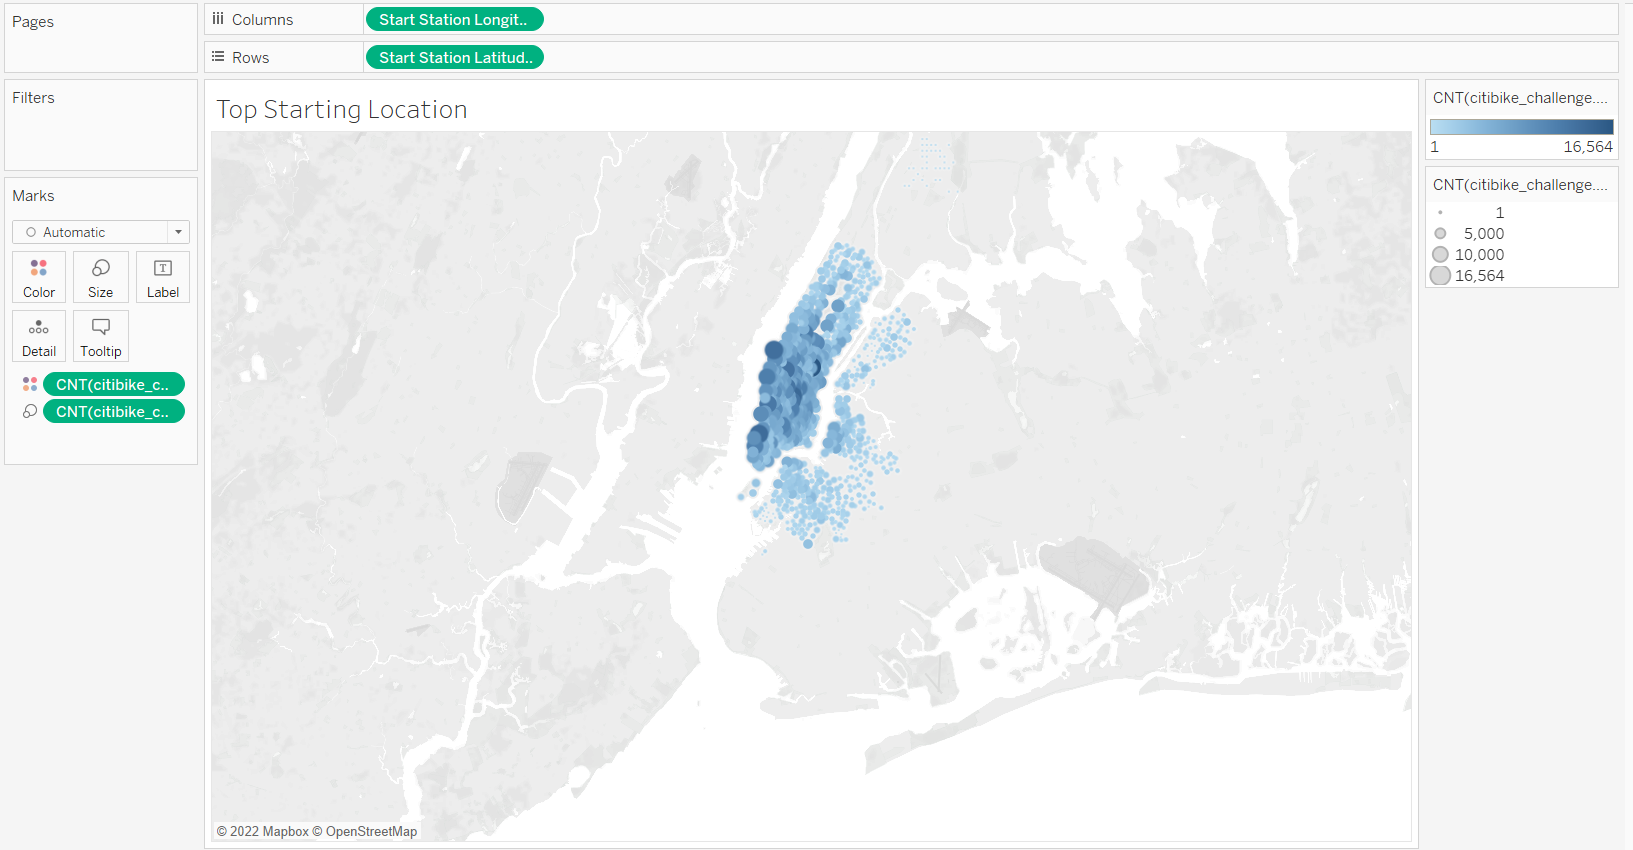 Pages
Columns
Start Station Longit..
Rows
Start Station Latitud..
Filters
Marks
Automatic
Color
Size
Label
Detail
Tooltip
CNT(citibike_c..
CNT(citibike_c..
Top Starting Location
© 2022 Mapbox © OpenStreetMap
CNT(citibike_challenge....
1 16,564
CNT(citibike_challenge....
1
5,000
10,000
16,564